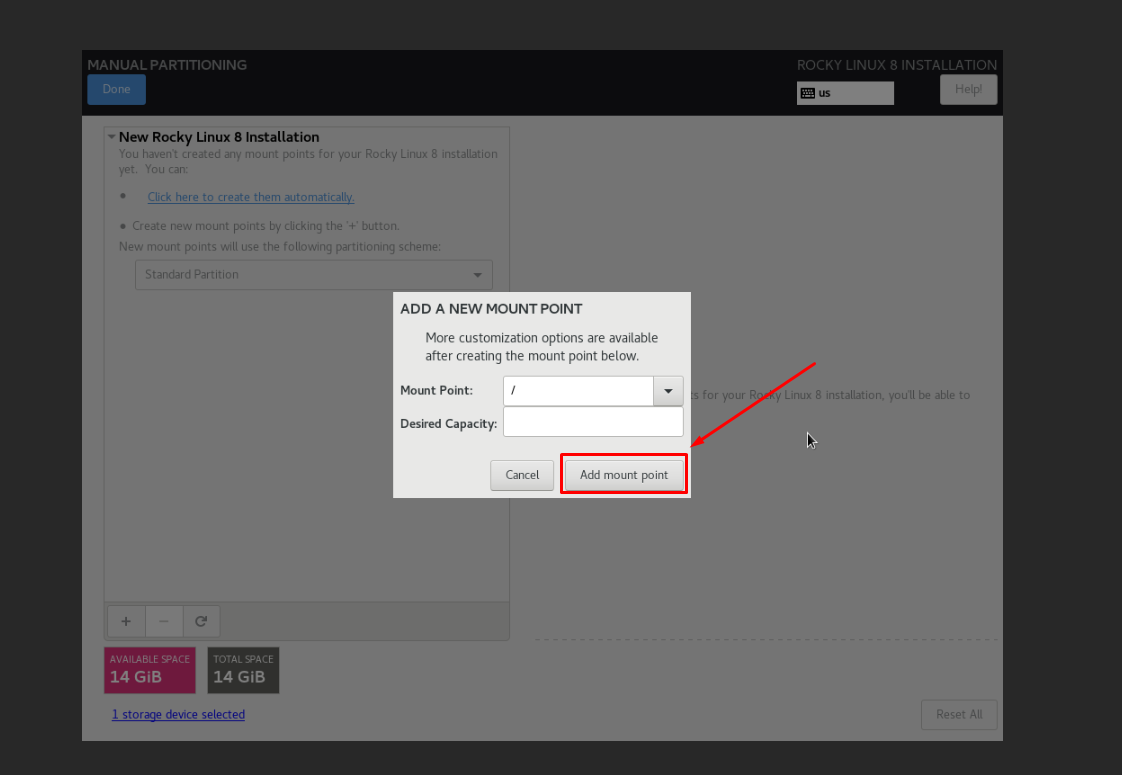 MANUAL PARTITIONING
ROCKY LINUX 8 INSTALLATION
Done
us
Help!
New Rocky Linux 8 Installation
You haven't created any mount points for your Rocky Linux 8 installation
yet. You can:
• Click here to create them automatically.
• Create new mount points by clicking the '+' button.
New mount points will use the following partitioning scheme:
Standard Partition
ADD A NEW MOUNT POINT
More customization options are available
after creating the mount point below.
Mount Point: /
for your Rocky Linux 8 installation, you'll be able to
Desired Capacity:
Cancel
Add mount point
+ −
AVAILABLE SPACE
14 GiB
TOTAL SPACE
14 GiB
1 storage device selected
Reset All